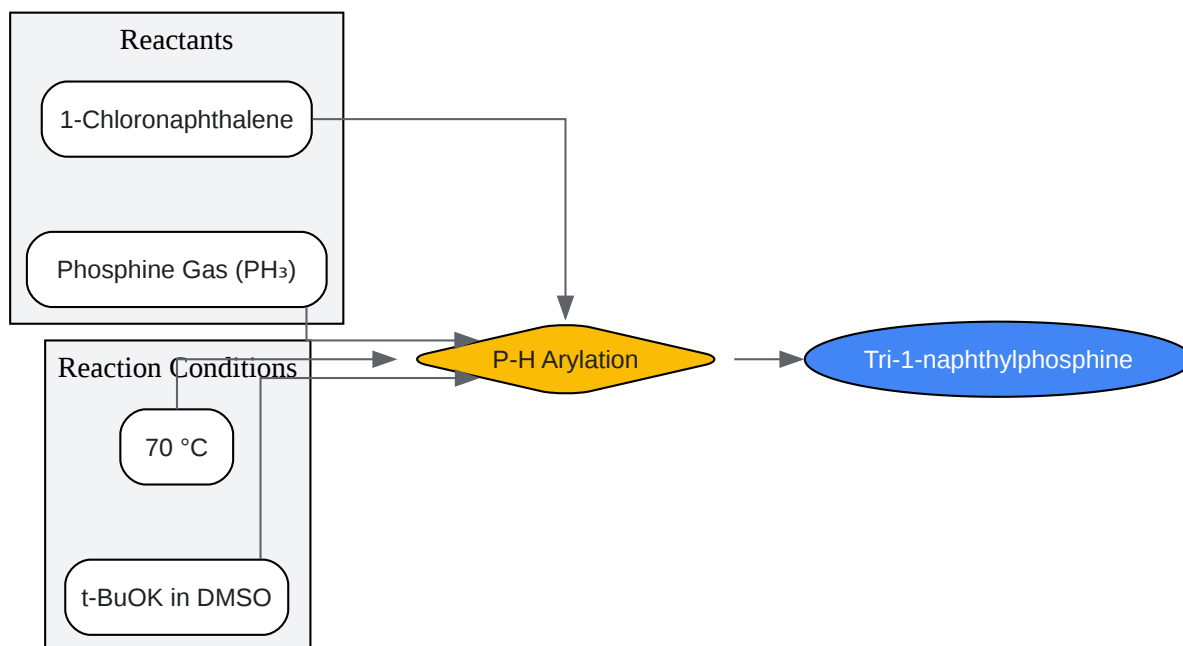 Reactants
1-Chloronaphthalene
Phosphine Gas (PH₃)
Reaction Conditions
70 °C
t-BuOK in DMSO
P-H Arylation
Tri-1-naphthylphosphine